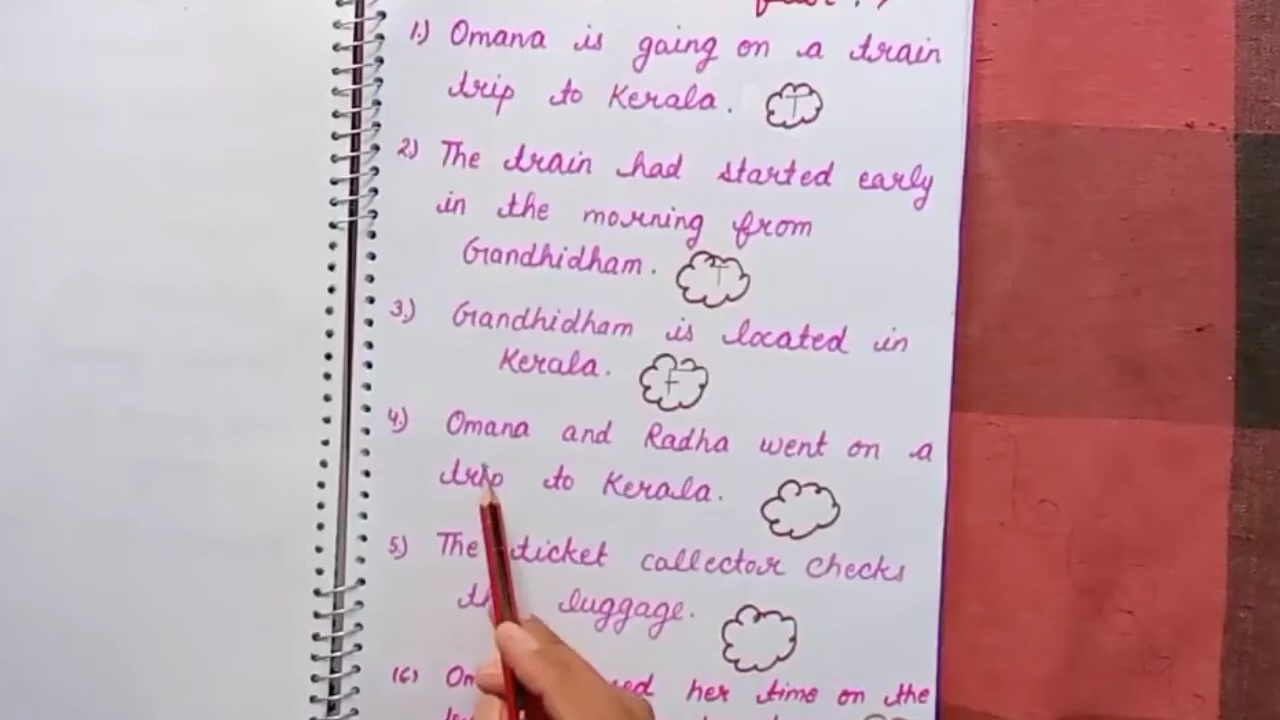 1.) Omana is going on a train
trip to Kerala. T
2) The train had started early
in the morning from
Gandhidham. T
3.) Gandhidham is located in
Kerala. F
4.) Omana and Radha went on a
trip to Kerala.
5.) The ticket collector checks
luggage.
(6) her time on the